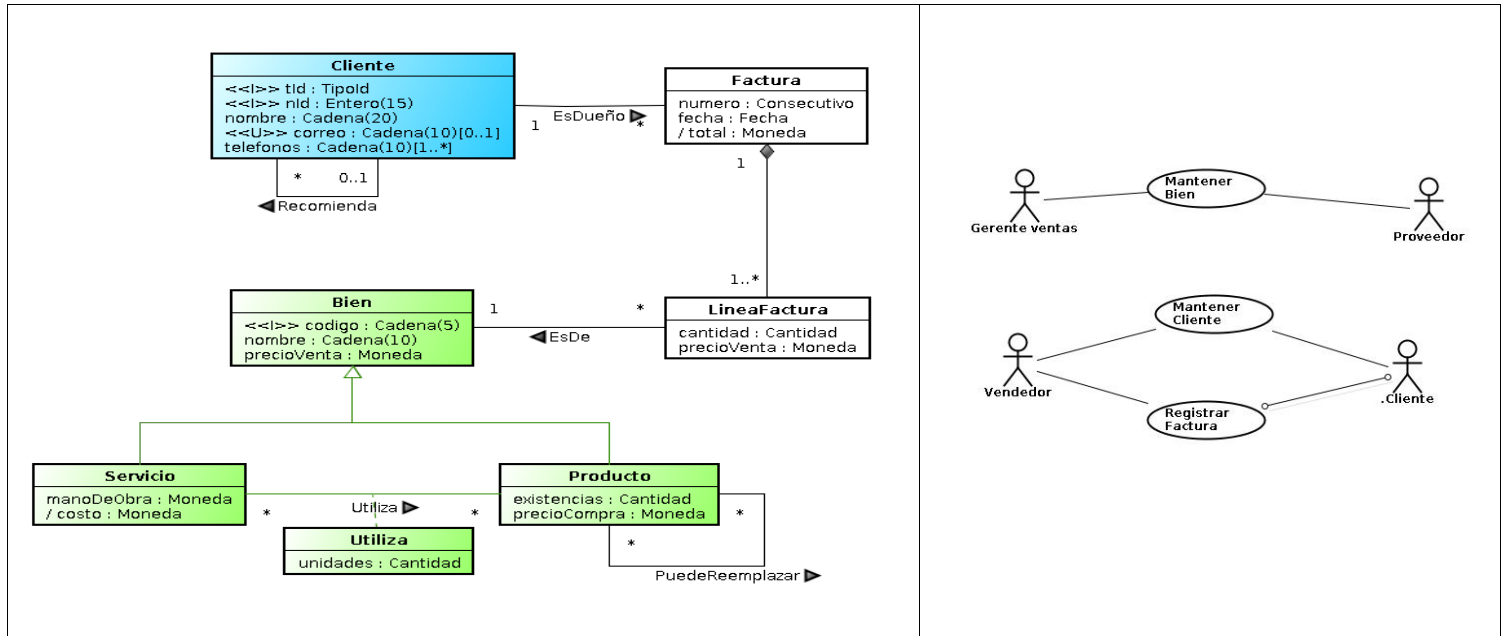 Cliente
<<I>> tId : TipoId
<<I>> nId : Entero(15)
nombre : Cadena(20)
<<U>> correo : Cadena(10)[0..1]
telefonos : Cadena(10)[1..*]
* 0..1
Recomienda
1 EsDueño *
Factura
numero : Consecutivo
fecha : Fecha
/ total : Moneda
1
1..*
Bien
<<I>> codigo : Cadena(5)
nombre : Cadena(10)
precioVenta : Moneda
1 *
EsDe
LineaFactura
cantidad : Cantidad
precioVenta : Moneda
Servicio
manoDeObra : Moneda
/ costo : Moneda
* Utiliza *
Utiliza
unidades : Cantidad
Producto
existencias : Cantidad
precioCompra : Moneda
*
*
PuedeReemplazar
Gerente ventas
Mantener
Bien
Proveedor
Mantener
Cliente
Vendedor
.Cliente
Registrar
Factura